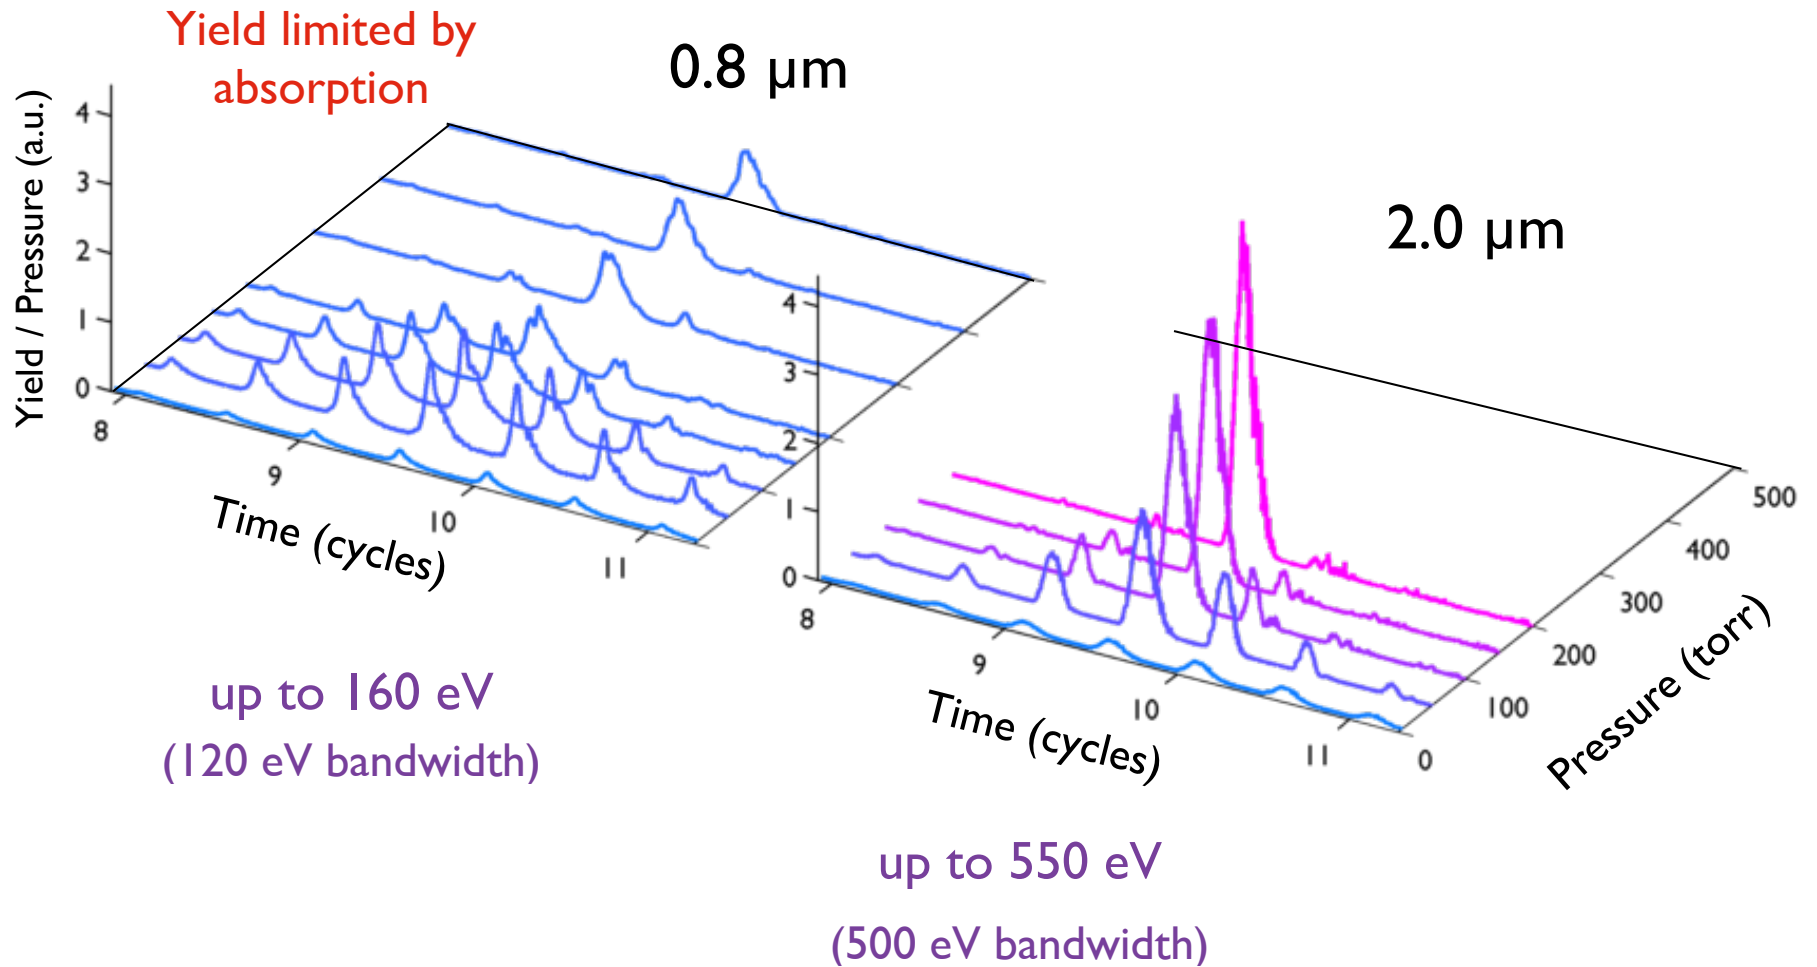 Yield limited by
absorption
0.8 µm
Yield / Pressure (a.u.)
4
3
2
1
0
8
9
10
11
Time (cycles)
up to 160 eV
(120 eV bandwidth)
2.0 µm
4
3
2
1
0
8
9
10
11
Time (cycles)
500
400
300
200
100
0
Pressure (torr)
up to 550 eV
(500 eV bandwidth)